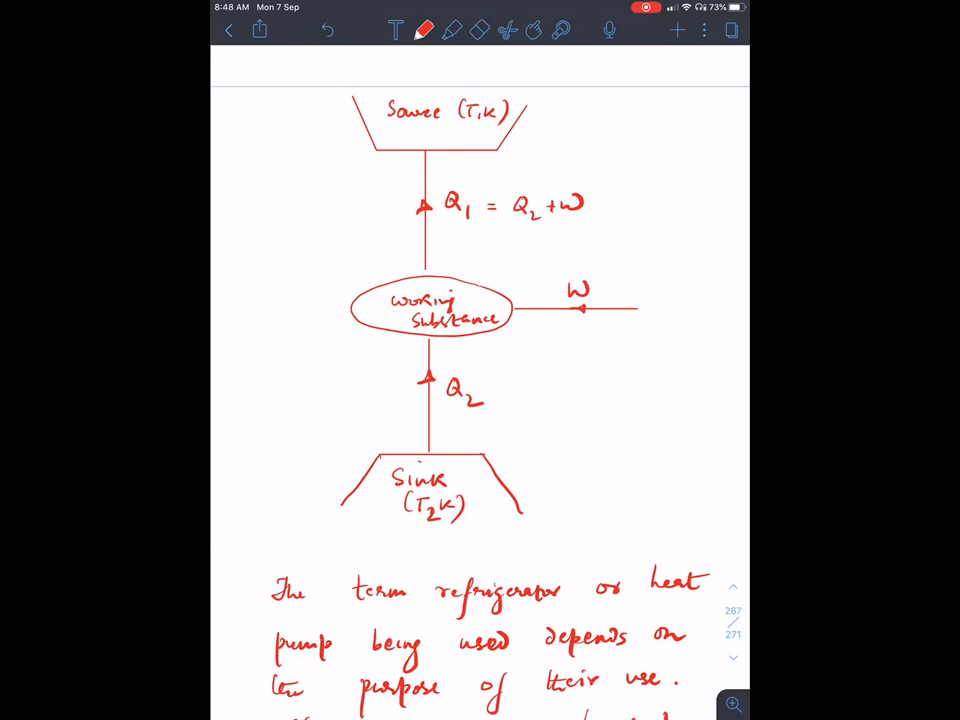 8:48 AM Mon 7 Sep
73%
Source (T1K)
Q1 = Q2 + W
Working
Substance
W
Q2
Sink
(T2K)
The term refrigerator or heat
pump being used depends on
the purpose of their use.
267
271